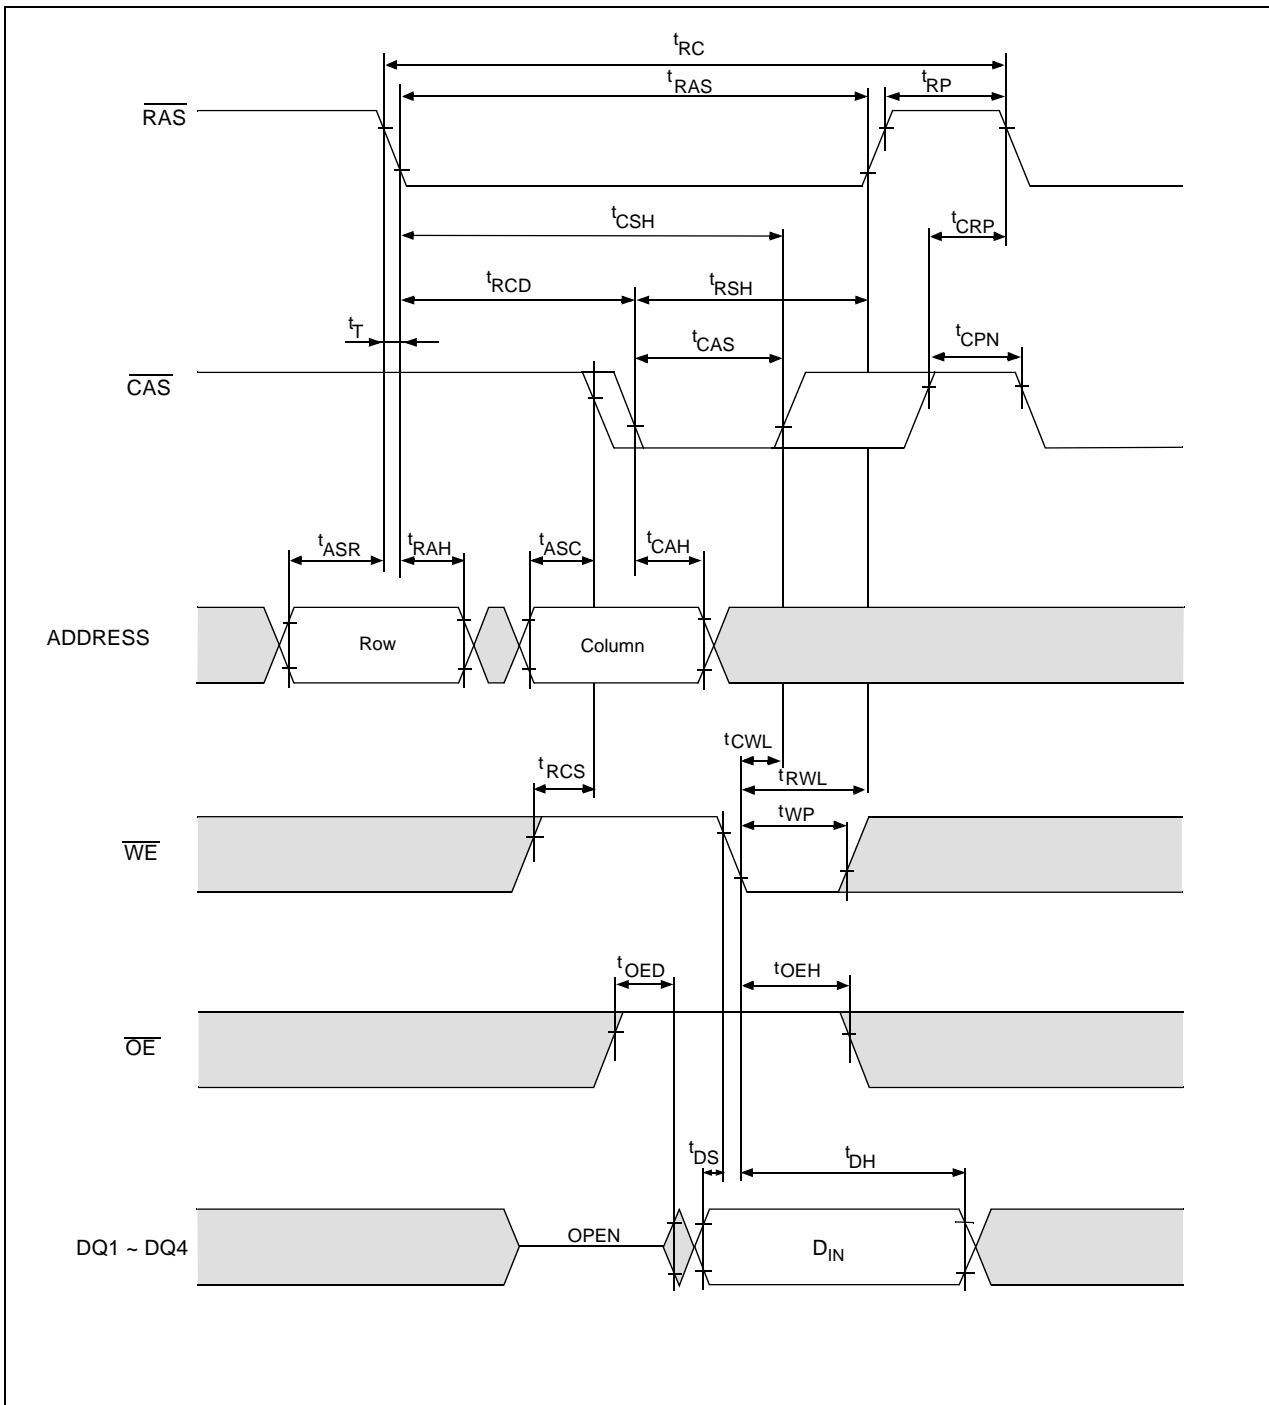 tRC
tRAS
tRP
RAS
tCSH
tCRP
tRCD
tRSH
tT
tCAS
tCPN
CAS
tASR
tRAH
tASC
tCAH
ADDRESS
Row
Column
tCWL
tRCS
tRWL
tWP
WE
tOED
tOEH
OE
tDS
tDH
OPEN
DQ1 ~ DQ4
DIN